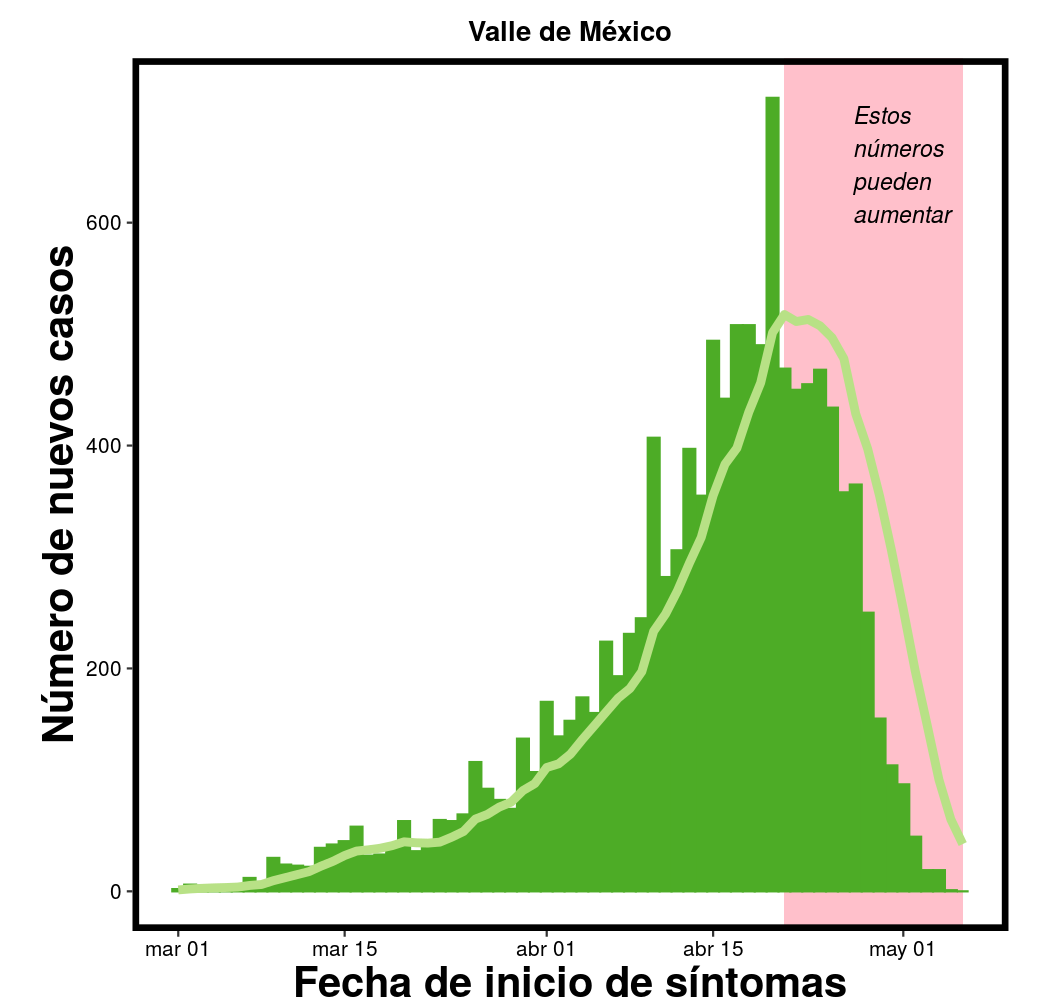 Valle de México
Estos
números
pueden
aumentar
Número de nuevos casos
600
400
200
0
mar 01
mar 15
abr 01
abr 15
may 01
Fecha de inicio de síntomas